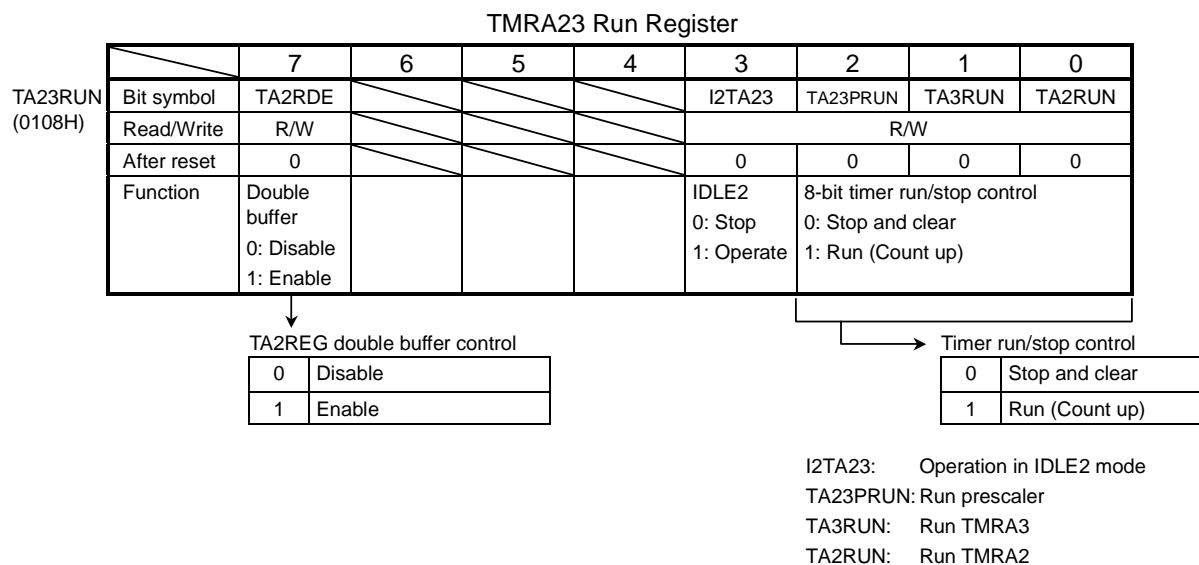 TMRA23 Run Register
7 6 5 4 3 2 1 0
TA23RUN Bit symbol TA2RDE I2TA23 TA23PRUN TA3RUN TA2RUN
(0108H) Read/Write R/W R/W
After reset 0 0 0 0 0
Function Double IDLE2 8-bit timer run/stop control
buffer 0: Stop 0: Stop and clear
0: Disable 1: Operate 1: Run (Count up)
1: Enable
TA2REG double buffer control Timer run/stop control
0 Disable 0 Stop and clear
1 Enable 1 Run (Count up)
I2TA23: Operation in IDLE2 mode
TA23PRUN: Run prescaler
TA3RUN: Run TMRA3
TA2RUN: Run TMRA2